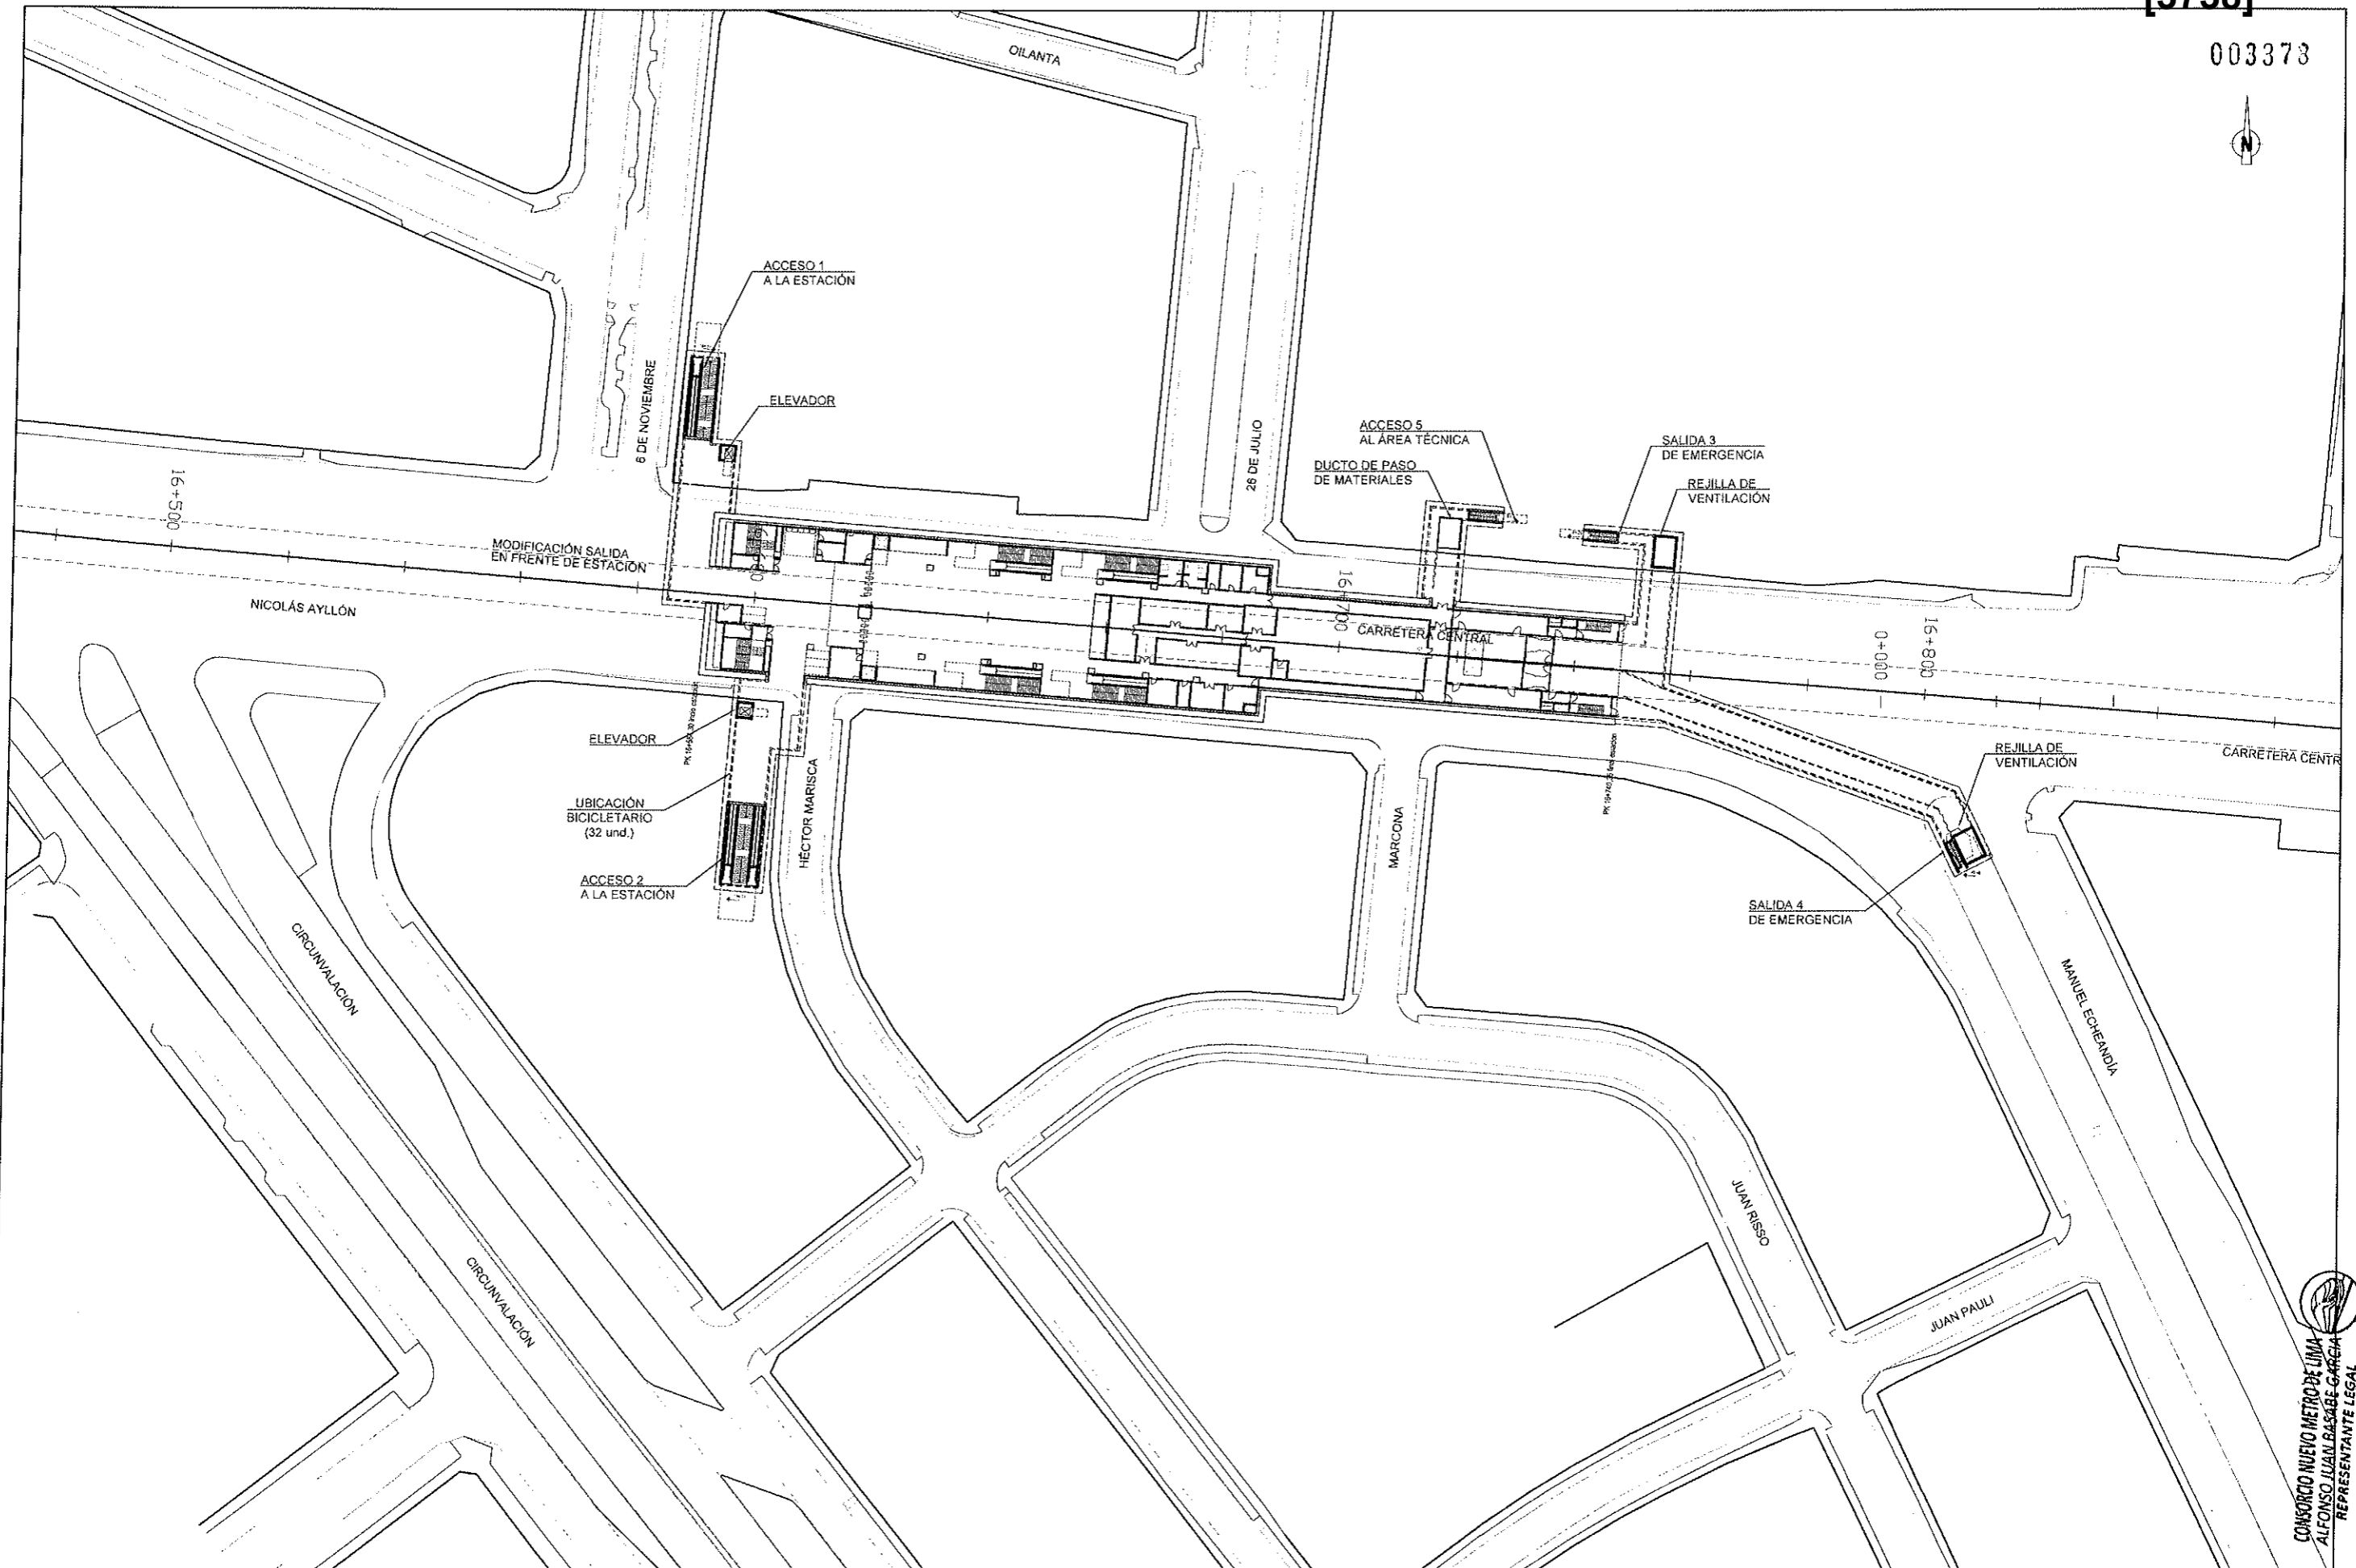 003373
N
OILANTA
ACCESO 1
A LA ESTACIÓN
6 DE NOVIEMBRE
ELEVADOR
26 DE JULIO
ACCESO 5
AL ÁREA TÉCNICA
SALIDA 3
DE EMERGENCIA
DUCTO DE PASO
DE MATERIALES
REJILLA DE
VENTILACIÓN
16+500
MODIFICACIÓN SALIDA
EN FRENTE DE ESTACIÓN
NICOLÁS AYLLÓN
16+700
CARRETERA CENTRAL
0+000
16+800
CARRETERA CENTR
ELEVADOR
REJILLA DE
VENTILACIÓN
UBICACIÓN
BICICLETARIO
(32 und.)
HÉCTOR MARISCA
MARCONA
ACCESO 2
A LA ESTACIÓN
SALIDA 4
DE EMERGENCIA
CIRCUNVALACIÓN
MANUEL ECHEANDÍA
CIRCUNVALACIÓN
JUAN RISSO
JUAN PAULI
CONSORCIO NUEVO METRO DE LIMA
ALFONSO JUAN BASABE GARCIA
REPRESENTANTE LEGAL